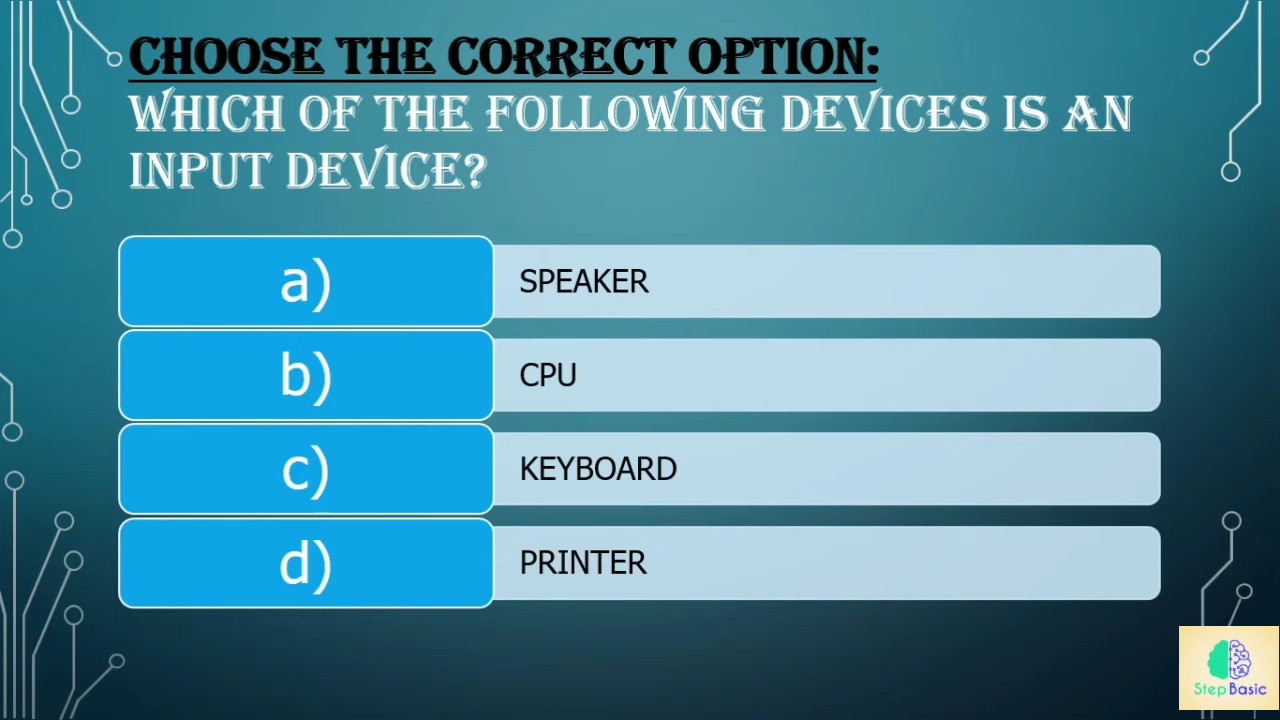 CHOOSE THE CORRECT OPTION:
WHICH OF THE FOLLOWING DEVICES IS AN
INPUT DEVICE?
a) SPEAKER
b) CPU
c) KEYBOARD
d) PRINTER
Step Basic